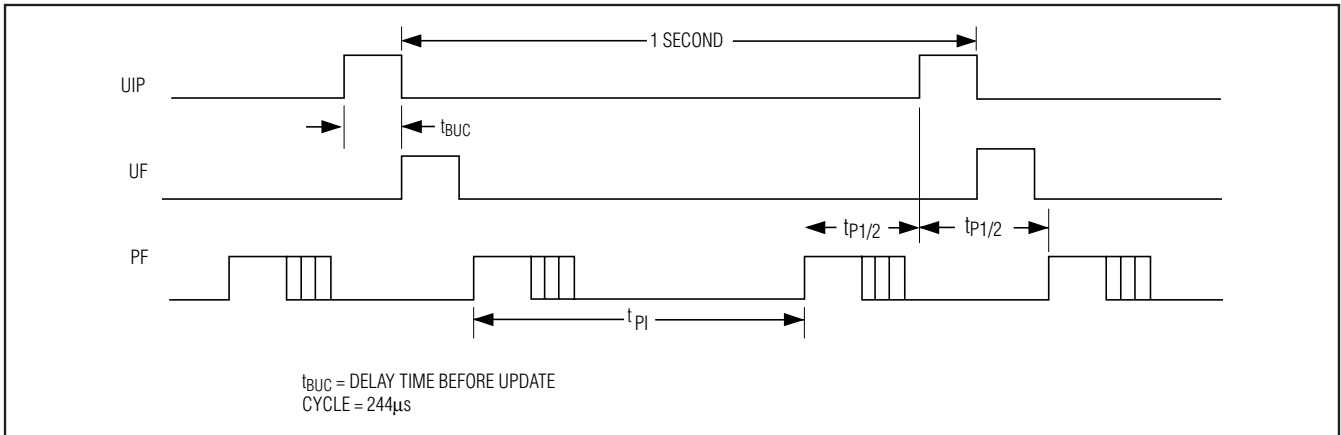 1 SECOND
UIP
tBUC
UF
tP1/2 tP1/2
PF
tPI
tBUC = DELAY TIME BEFORE UPDATE
CYCLE = 244µs